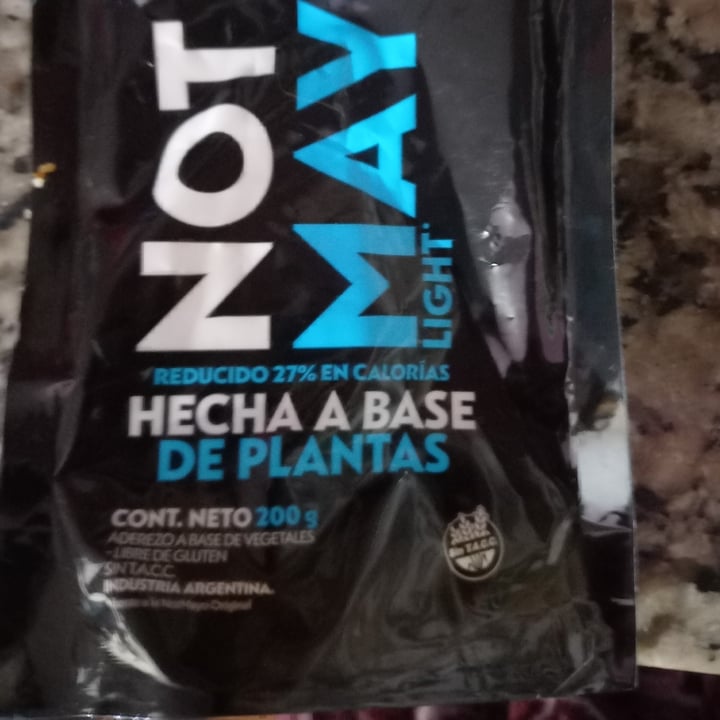 NOT
MAY
LIGHT*
REDUCIDO 27% EN CALORÍAS
HECHA A BASE
DE PLANTAS
CONT. NETO 200 g
ADEREZO A BASE DE VEGETALES
-LIBRE DE GLUTEN
SIN T.A.C.C.
INDUSTRIA ARGENTINA.
Sin T.A.C.C.